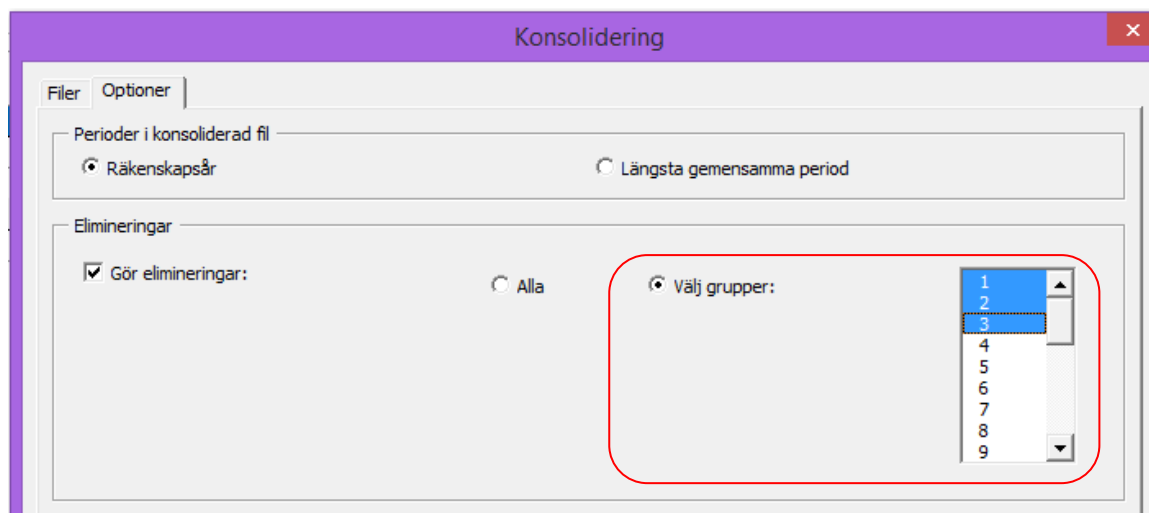 Konsolidering
Filer Optioner
Perioder i konsoliderad fil
Räkenskapsår Längsta gemensamma period
Elimineringar
Gör elimineringar: Alla Välj grupper:
1
2
3
4
5
6
7
8
9